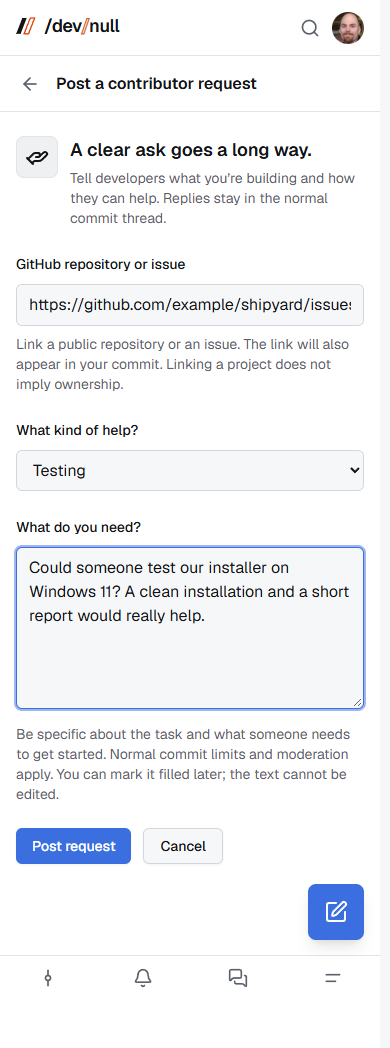 /dev//null
Post a contributor request
A clear ask goes a long way.
Tell developers what you're building and how
they can help. Replies stay in the normal
commit thread.
GitHub repository or issue
https://github.com/example/shipyard/issues
Link a public repository or an issue. The link will also
appear in your commit. Linking a project does not
imply ownership.
What kind of help?
Testing
What do you need?
Could someone test our installer on
Windows 11? A clean installation and a short
report would really help.
Be specific about the task and what someone needs
to get started. Normal commit limits and moderation
apply. You can mark it filled later; the text cannot be
edited.
Post request
Cancel